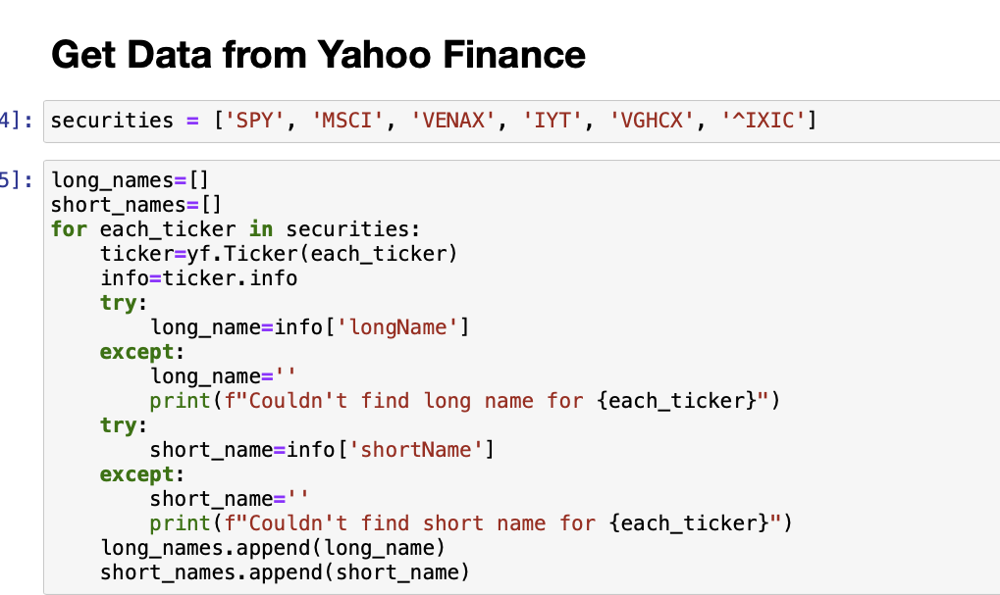 Get Data from Yahoo Finance
4]: securities = ['SPY', 'MSCI', 'VENAX', 'IYT', 'VGHCX', '^IXIC']
5]: long_names=[]
short_names=[]
for each_ticker in securities:
    ticker=yf.Ticker(each_ticker)
    info=ticker.info
    try:
        long_name=info['longName']
    except:
        long_name=''
        print(f"Couldn't find long name for {each_ticker}")
    try:
        short_name=info['shortName']
    except:
        short_name=''
        print(f"Couldn't find short name for {each_ticker}")
    long_names.append(long_name)
    short_names.append(short_name)